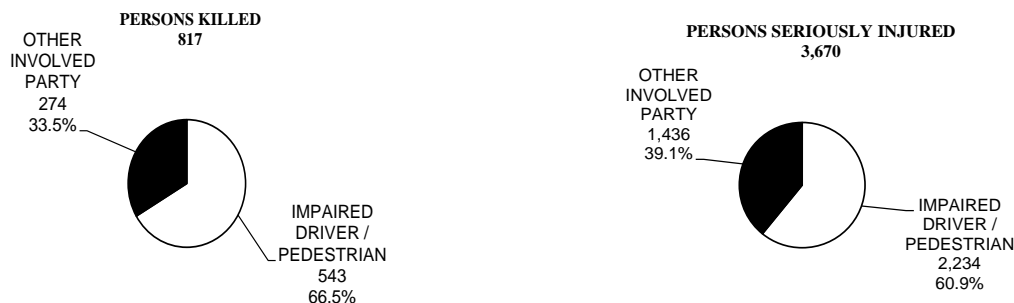 PERSONS KILLED
817
OTHER
INVOLVED
PARTY
274
33.5%
IMPAIRED
DRIVER /
PEDESTRIAN
543
66.5%
PERSONS SERIOUSLY INJURED
3,670
OTHER
INVOLVED
PARTY
1,436
39.1%
IMPAIRED
DRIVER /
PEDESTRIAN
2,234
60.9%